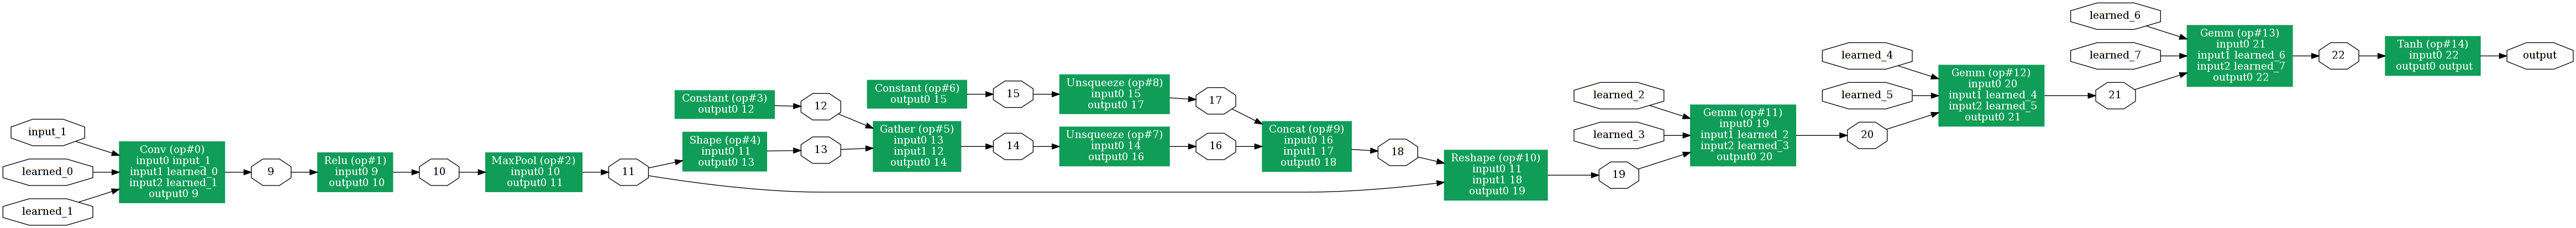 input_1
learned_0
learned_1
Conv (op#0)
input0 input_1
input1 learned_0
input2 learned_1
output0 9
9
Relu (op#1)
input0 9
output0 10
10
MaxPool (op#2)
input0 10
output0 11
11
Constant (op#3)
output0 12
12
Shape (op#4)
input0 11
output0 13
13
Gather (op#5)
input0 13
input1 12
output0 14
14
Constant (op#6)
output0 15
15
Unsqueeze (op#8)
input0 15
output0 17
17
Unsqueeze (op#7)
input0 14
output0 16
16
Concat (op#9)
input0 16
input1 17
output0 18
18
Reshape (op#10)
input0 11
input1 18
output0 19
19
learned_2
learned_3
Gemm (op#11)
input0 19
input1 learned_2
input2 learned_3
output0 20
20
learned_4
learned_5
Gemm (op#12)
input0 20
input1 learned_4
input2 learned_5
output0 21
21
learned_6
learned_7
Gemm (op#13)
input0 21
input1 learned_6
input2 learned_7
output0 22
22
Tanh (op#14)
input0 22
output0 output
output